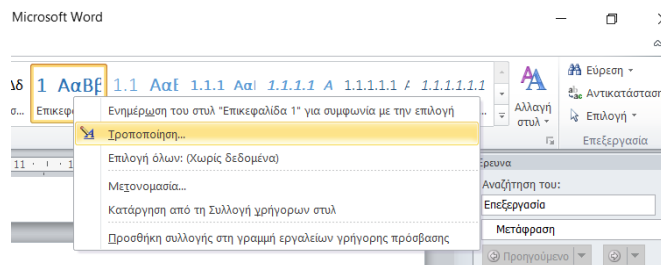 Microsoft Word
1 ΑαΒβ 1.1 Ααΐ 1.1.1 Ααl 1.1.1.1 Α 1.1.1.1.1 1.1.1.1.1.1
Εύρεση
Αντικατάσταση
Επιλογή
Αλλαγή
στυλ
Επεξεργασία
Ενημέρωση του στυλ "Επικεφαλίδα 1" για συμφωνία με την επιλογή
Τροποποίηση...
Επιλογή όλων: (Χωρίς δεδομένα)
Μετονομασία...
Κατάργηση από τη Συλλογή γρήγορων στυλ
Προσθήκη συλλογής στη γραμμή εργαλείων γρήγορης πρόσβασης
11
Αναζήτηση του:
Επεξεργασία
Μετάφραση
Προηγούμενο